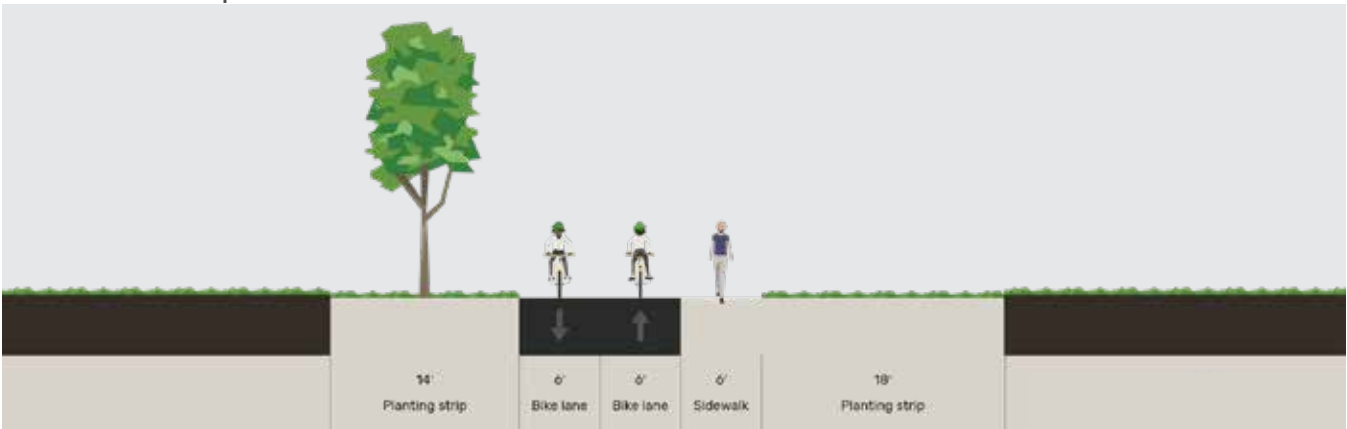 14'
Planting strip
6'
Bike lane
6'
Bike lane
6'
Sidewalk
18'
Planting strip